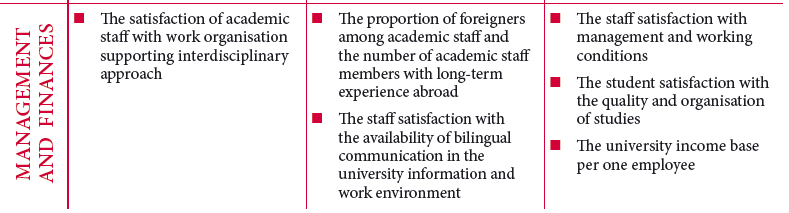 MANAGEMENT
AND FINANCES
The satisfaction of academic
staff with work organisation
supporting interdisciplinary
approach
The proportion of foreigners
among academic staff and
the number of academic staff
members with long-term
experience abroad
The staff satisfaction with
the availability of bilingual
communication in the
university information and
work environment
The staff satisfaction with
management and working
conditions
The student satisfaction with
the quality and organisation
of studies
The university income base
per one employee